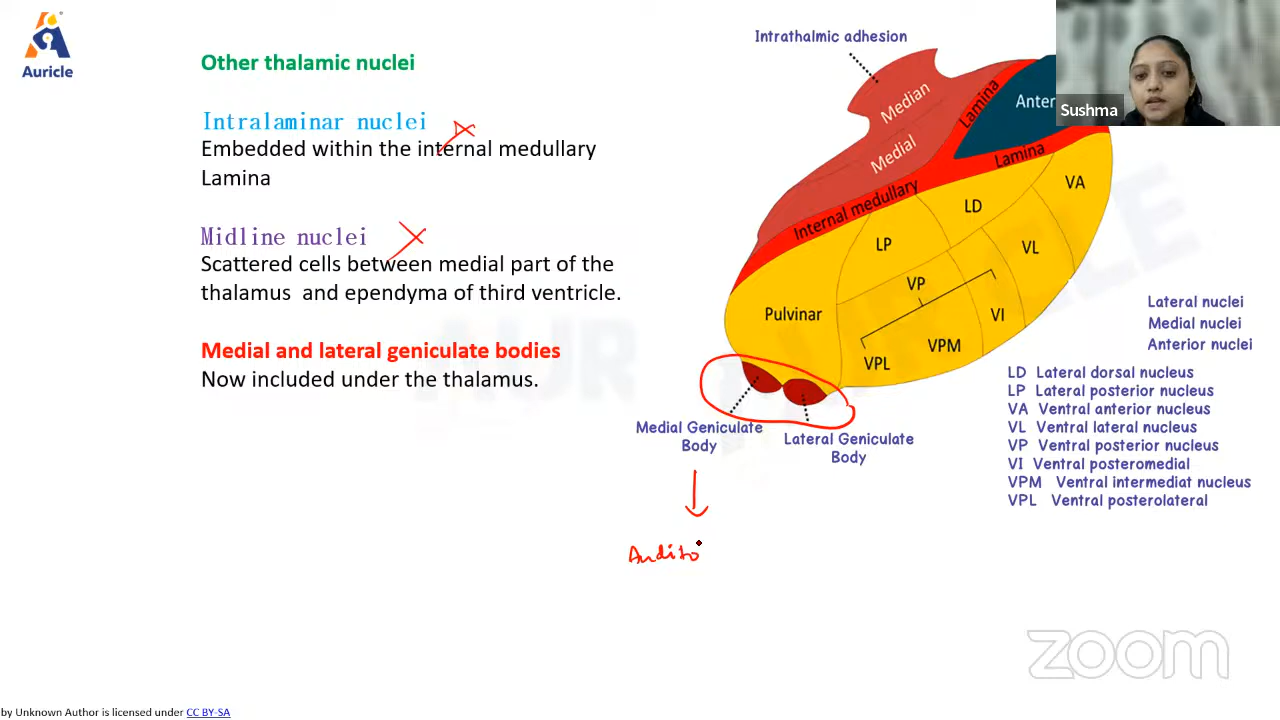 Auricle
Other thalamic nuclei
Intralaminar nuclei
Embedded within the internal medullary
Lamina
Midline nuclei
Scattered cells between medial part of the
thalamus and ependyma of third ventricle.
Medial and lateral geniculate bodies
Now included under the thalamus.
Intrathalmic adhesion
Median
Medial
Lamina
Anter
Sushma
Lamina
Internal medullary
VA
LD
LP
VL
VP
Pulvinar
VI
VPM
VPL
Medial Geniculate
Body
Lateral Geniculate
Body
Audito
Lateral nuclei
Medial nuclei
Anterior nuclei
LD Lateral dorsal nucleus
LP Lateral posterior nucleus
VA Ventral anterior nucleus
VL Ventral lateral nucleus
VP Ventral posterior nucleus
VI Ventral posteromedial
VPM Ventral intermediat nucleus
VPL Ventral posterolateral
zoom
by Unknown Author is licensed under CC BY-SA